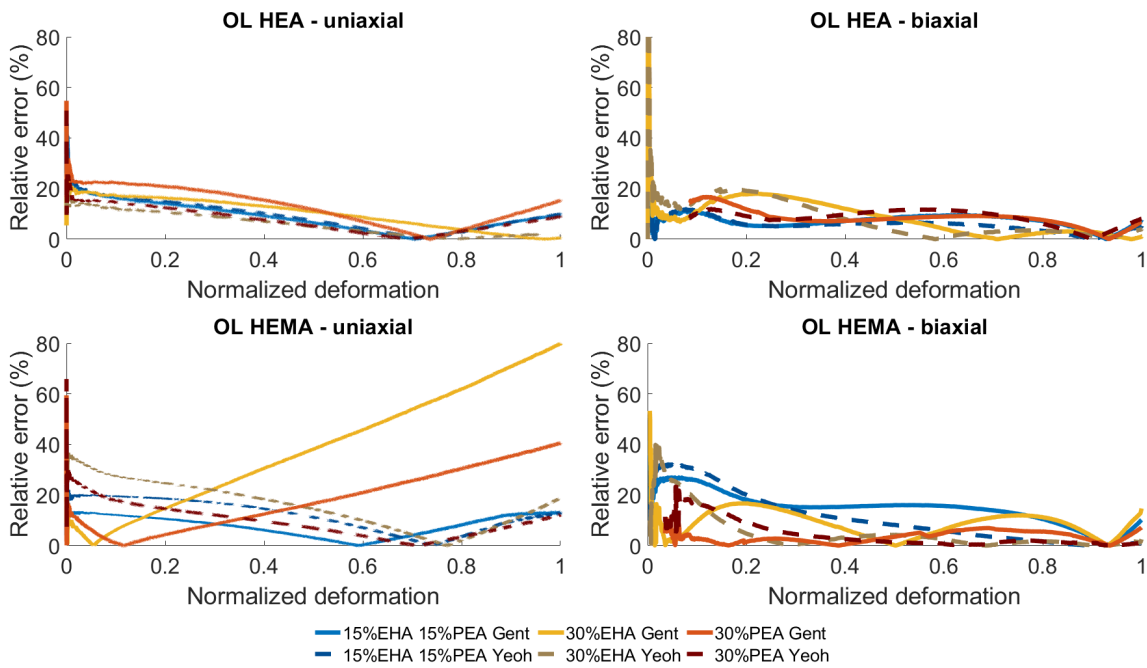 OL HEA - uniaxial
Relative error (%)
80
60
40
20
0
0 0.2 0.4 0.6 0.8 1
Normalized deformation
OL HEA - biaxial
Relative error (%)
80
60
40
20
0
0 0.2 0.4 0.6 0.8 1
Normalized deformation
OL HEMA - uniaxial
Relative error (%)
80
60
40
20
0
0 0.2 0.4 0.6 0.8 1
Normalized deformation
OL HEMA - biaxial
Relative error (%)
80
60
40
20
0
0 0.2 0.4 0.6 0.8 1
Normalized deformation
15%EHA 15%PEA Gent 30%EHA Gent 30%PEA Gent
15%EHA 15%PEA Yeoh 30%EHA Yeoh 30%PEA Yeoh